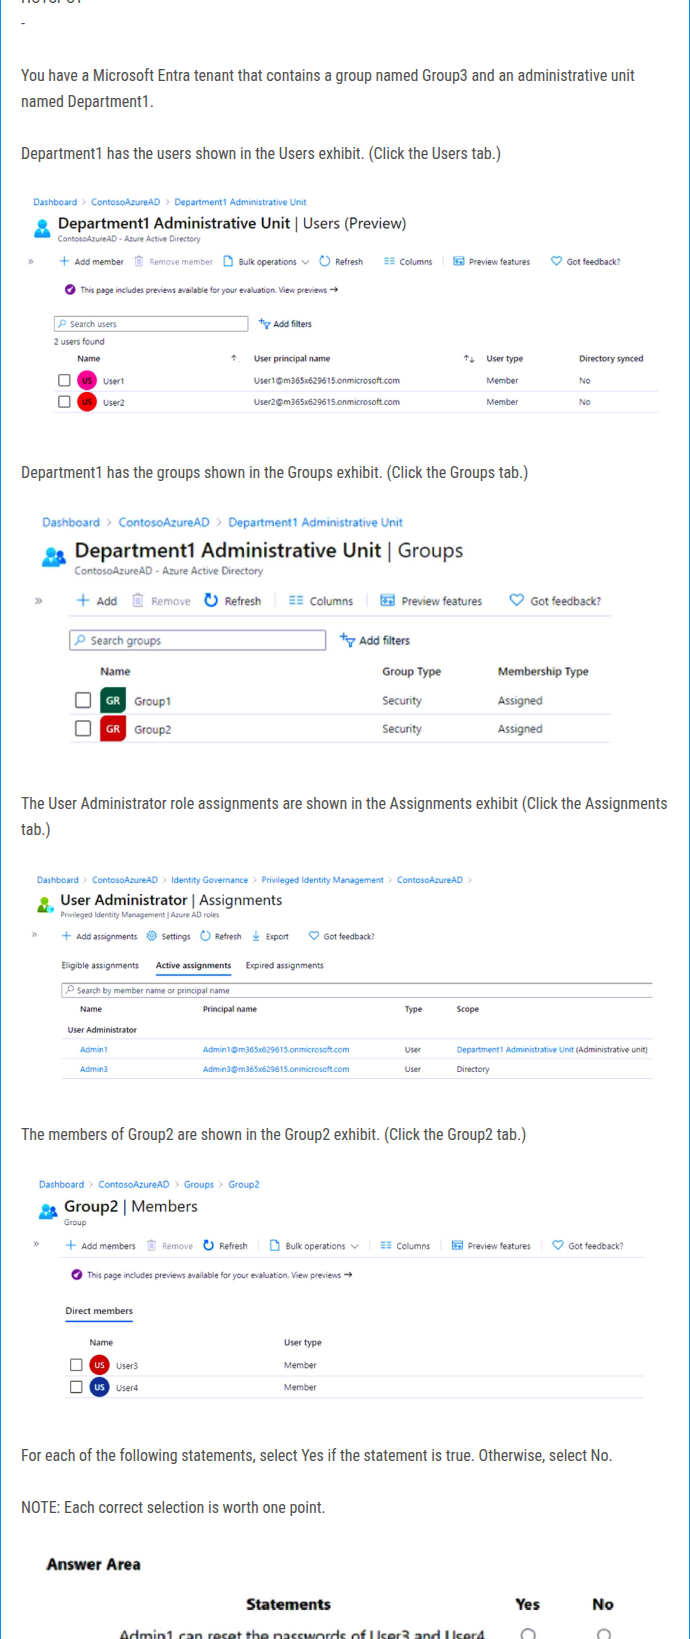 HOTSPOT
-
You have a Microsoft Entra tenant that contains a group named Group3 and an administrative unit
named Department1.
Department1 has the users shown in the Users exhibit. (Click the Users tab.)
Dashboard > ContosoAzureAD > Department1 Administrative Unit
Department1 Administrative Unit | Users (Preview)
ContosoAzureAD - Azure Active Directory
» + Add member Remove member Bulk operations Refresh Columns Preview features Got feedback?
This page includes previews available for your evaluation. View previews →
Search users Add filters
2 users found
Name ↑ User principal name ↑↓ User type Directory synced
US User1 User1@m365x629615.onmicrosoft.com Member No
US User2 User2@m365x629615.onmicrosoft.com Member No
Department1 has the groups shown in the Groups exhibit. (Click the Groups tab.)
Dashboard > ContosoAzureAD > Department1 Administrative Unit
Department1 Administrative Unit | Groups
ContosoAzureAD - Azure Active Directory
» + Add Remove Refresh Columns Preview features Got feedback?
Search groups Add filters
Name Group Type Membership Type
GR Group1 Security Assigned
GR Group2 Security Assigned
The User Administrator role assignments are shown in the Assignments exhibit (Click the Assignments
tab.)
Dashboard > ContosoAzureAD > Identity Governance > Privileged Identity Management > ContosoAzureAD >
User Administrator | Assignments
Privileged Identity Management | Azure AD roles
» + Add assignments Settings Refresh Export Got feedback?
Eligible assignments Active assignments Expired assignments
Search by member name or principal name
Name Principal name Type Scope
User Administrator
Admin1 Admin1@m365x629615.onmicrosoft.com User Department1 Administrative Unit (Administrative unit)
Admin3 Admin3@m365x629615.onmicrosoft.com User Directory
The members of Group2 are shown in the Group2 exhibit. (Click the Group2 tab.)
Dashboard > ContosoAzureAD > Groups > Group2
Group2 | Members
Group
» + Add members Remove Refresh Bulk operations Columns Preview features Got feedback?
This page includes previews available for your evaluation. View previews →
Direct members
Name User type
US User3 Member
US User4 Member
For each of the following statements, select Yes if the statement is true. Otherwise, select No.
NOTE: Each correct selection is worth one point.
Answer Area
Statements Yes No
Admin1 can reset the passwords of User3 and User4.